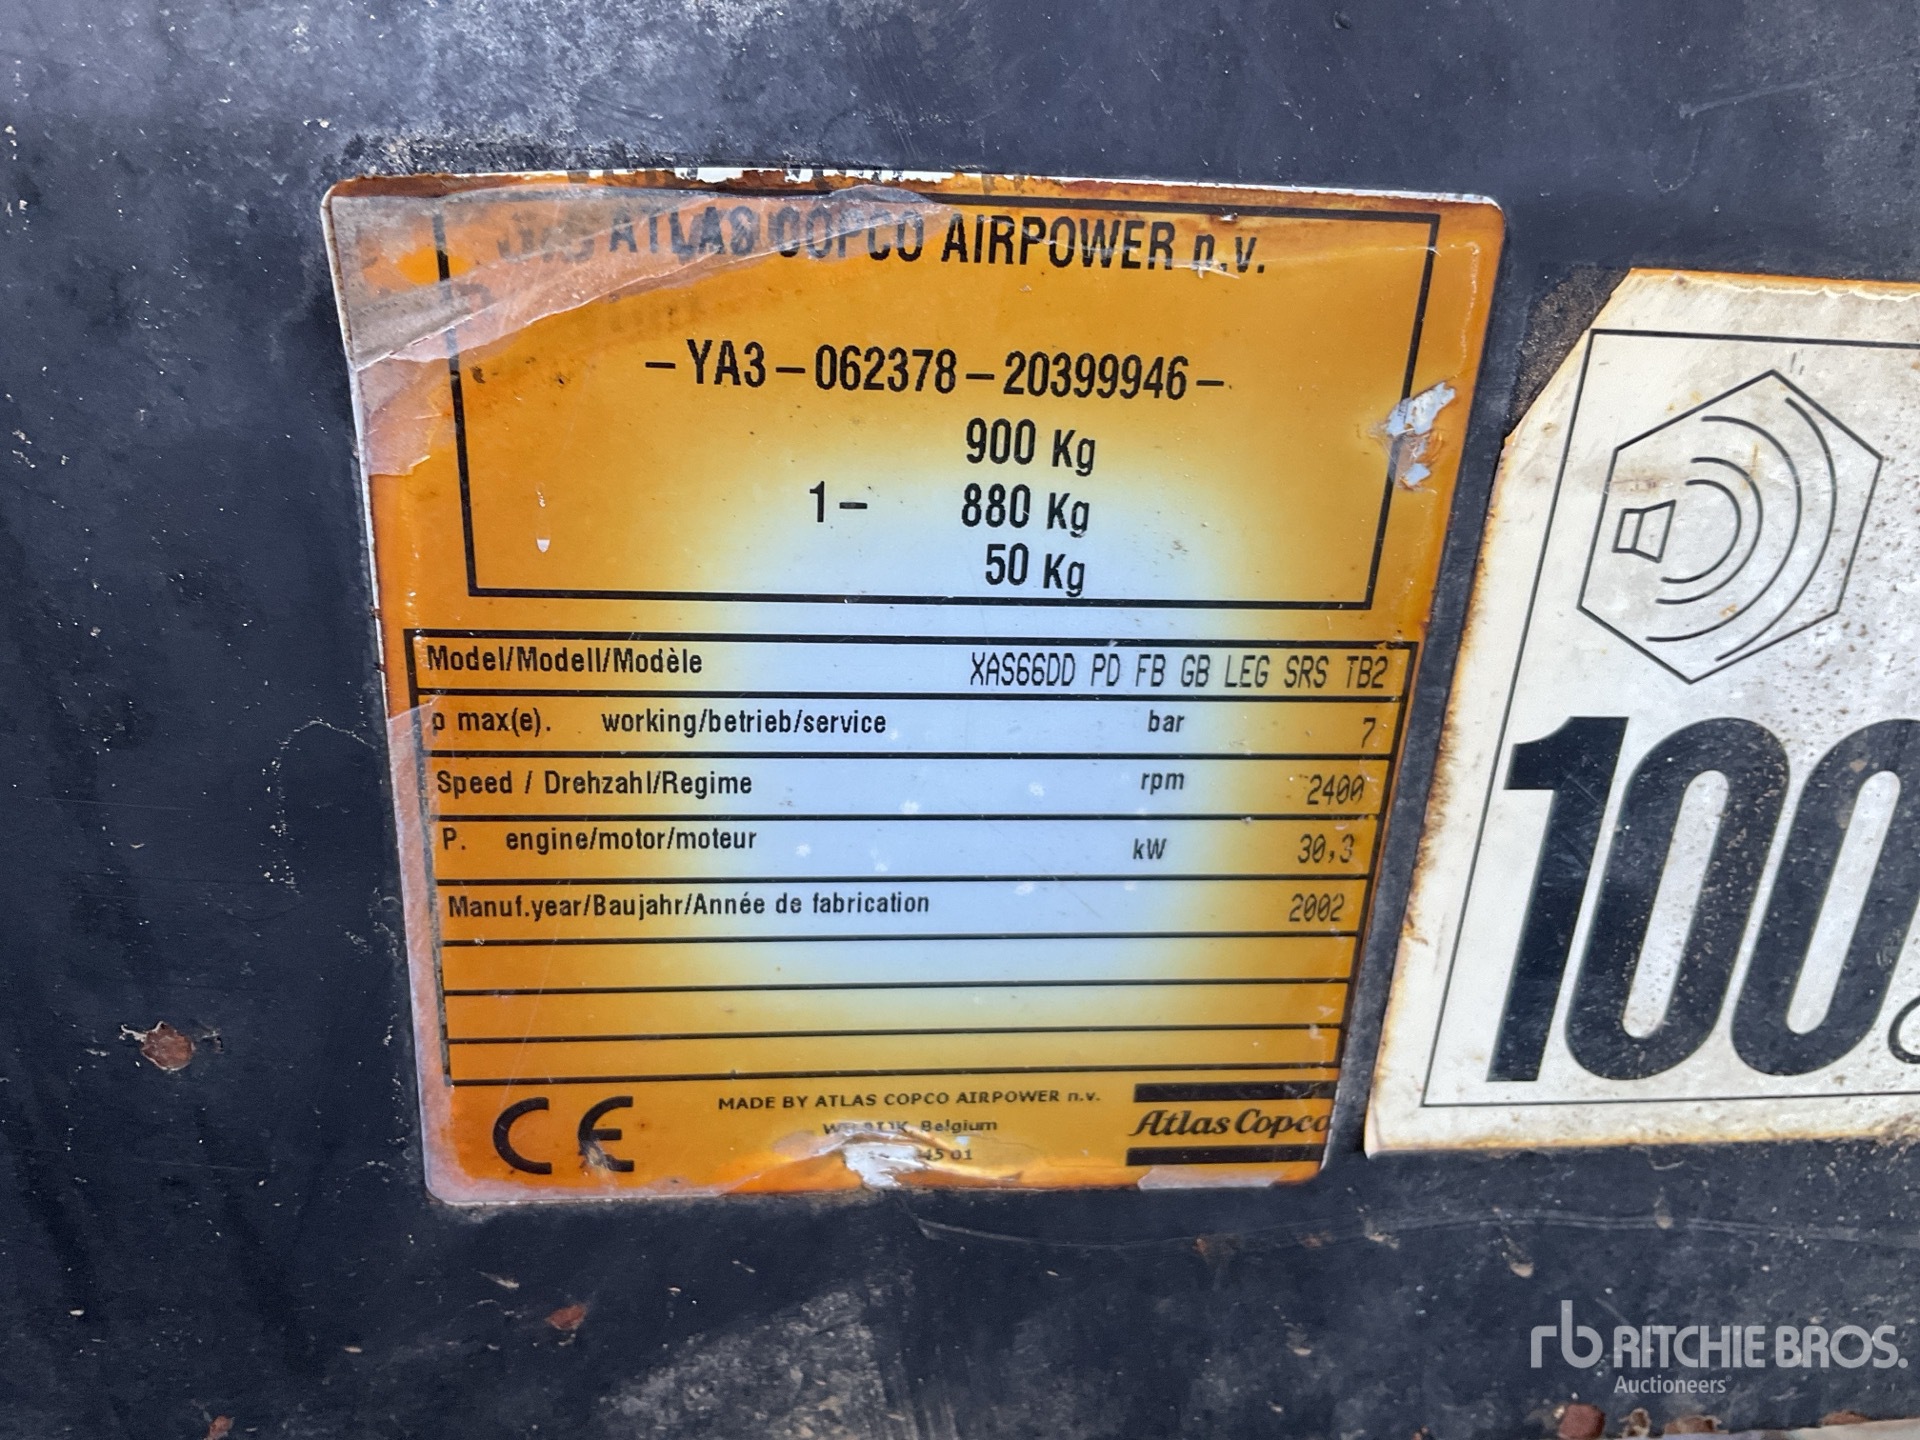 ATLAS COPCO AIRPOWER n.v.
-YA3-062378-20399946-
900 Kg
1- 880 Kg
50 Kg
Model/Modell/Modèle XAS66DD PD FB GB LEG SRS TB2
p max(e). working/betrieb/service bar 7
Speed / Drehzahl/Regime rpm 2400
P. engine/motor/moteur kW 30,3
Manuf.year/Baujahr/Année de fabrication 2002
CE
MADE BY ATLAS COPCO AIRPOWER n.v.
Belgium
45 01
Atlas Copco
100
rb RITCHIE BROS.
Auctioneers